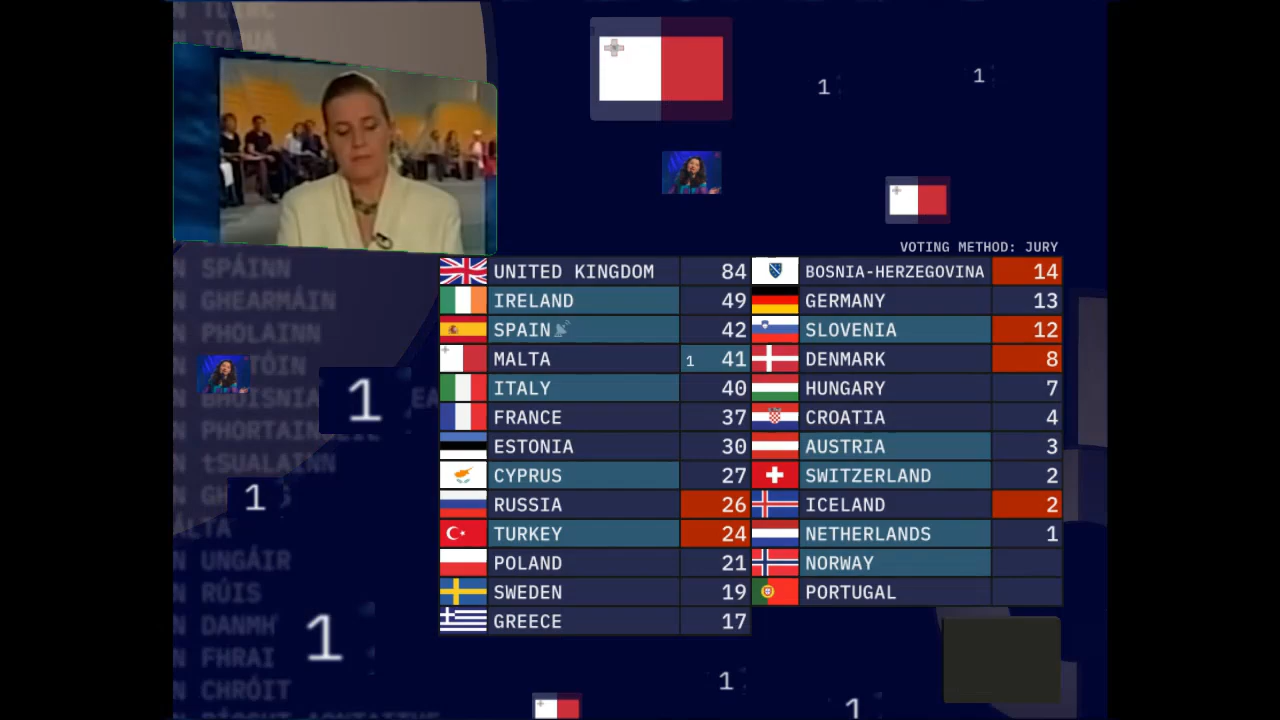 1
1
VOTING METHOD: JURY
UNITED KINGDOM 84
IRELAND 49
SPAIN 42
MALTA 1 41
ITALY 40
FRANCE 37
ESTONIA 30
CYPRUS 27
RUSSIA 26
TURKEY 24
POLAND 21
SWEDEN 19
GREECE 17
BOSNIA-HERZEGOVINA 14
GERMANY 13
SLOVENIA 12
DENMARK 8
HUNGARY 7
CROATIA 4
AUSTRIA 3
SWITZERLAND 2
ICELAND 2
NETHERLANDS 1
NORWAY
PORTUGAL
N SPÁINN
N GHEARMÁIN
N PHOLAINN
1
N tSUALAINN
1
N UNGÁIR
N RÚIS
N DANMH
1
N FHRAI
N CHRÓIT
1
1